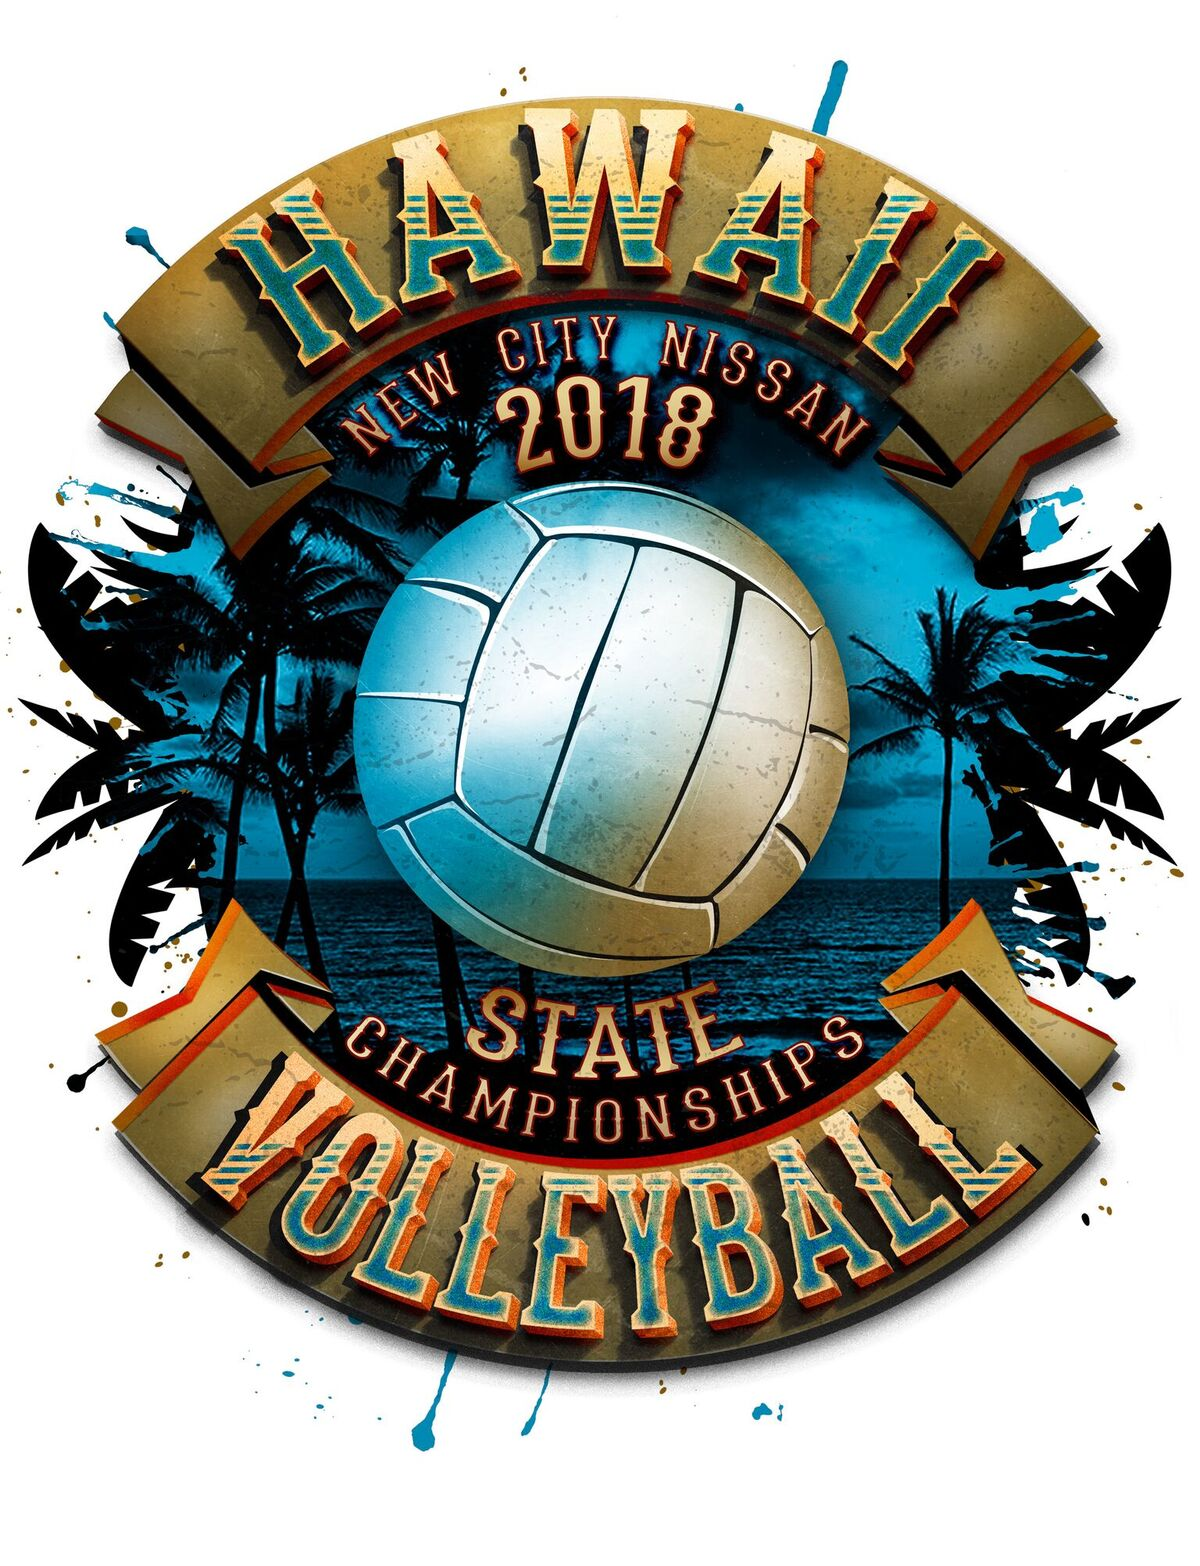 HAWAII
NEW CITY NISSAN
2018
STATE
CHAMPIONSHIPS
VOLLEYBALL